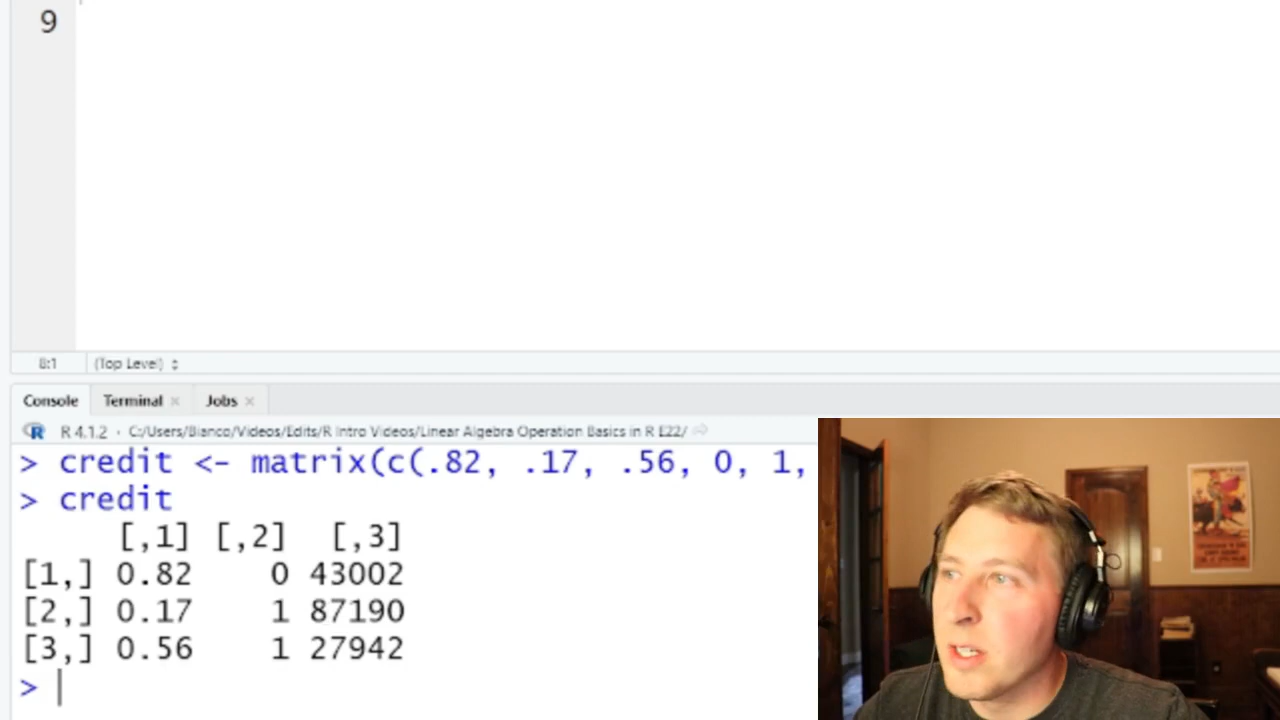 9
8:1 (Top Level)
Console Terminal Jobs
R 4.1.2 · C:/Users/Bianco/Videos/Edits/R Intro Videos/Linear Algebra Operation Basics in R E22/
> credit <- matrix(c(.82, .17, .56, 0, 1,
> credit
[,1] [,2] [,3]
[1,] 0.82 0 43002
[2,] 0.17 1 87190
[3,] 0.56 1 27942
>